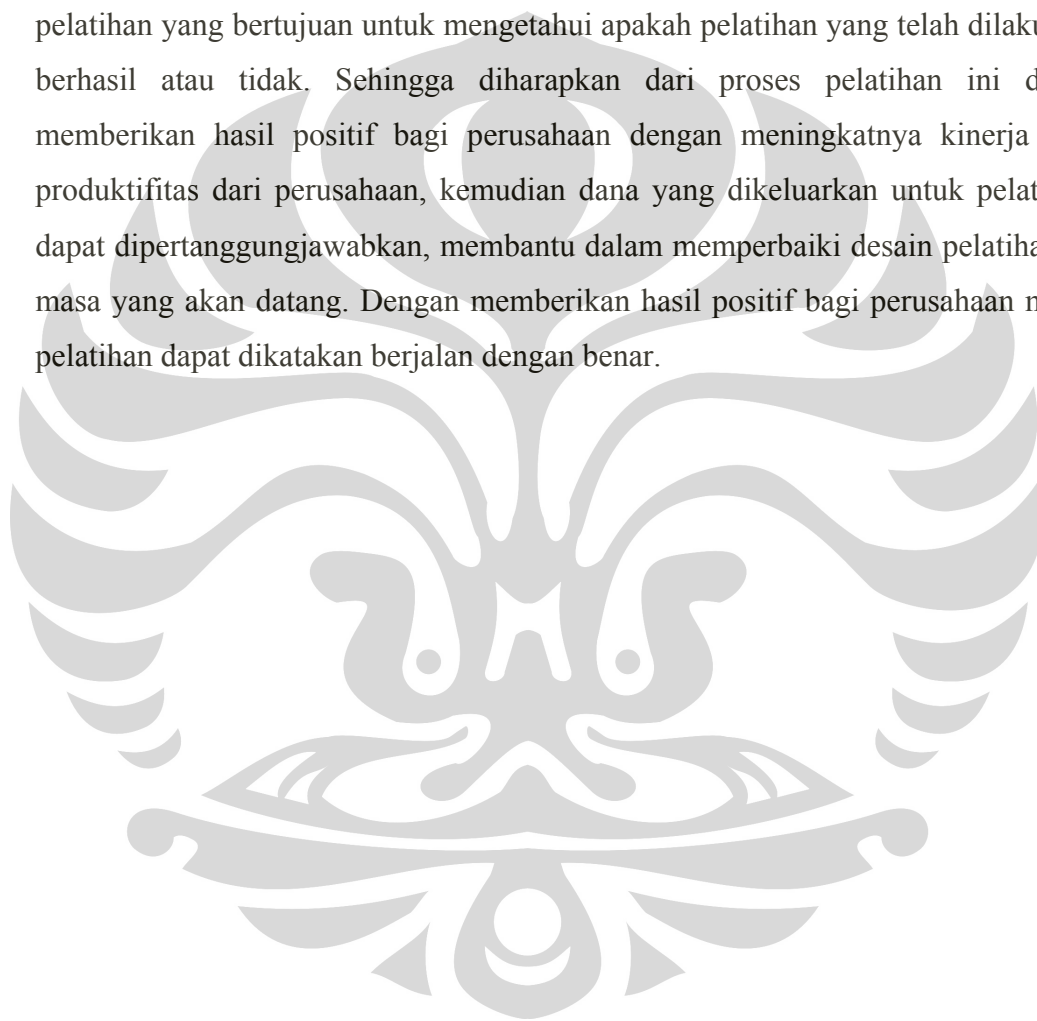 pelatihan yang bertujuan untuk mengetahui apakah pelatihan yang telah
berhasil atau tidak. Sehingga diharapkan dari proses pelatihan ini
memberikan hasil positif bagi perusahaan dengan meningkatnya kinerja
produktifitas dari perusahaan, kemudian dana yang dikeluarkan untuk
dapat dipertanggungjawabkan, membantu dalam memperbaiki desain
masa yang akan datang. Dengan memberikan hasil positif bagi perusahaan
pelatihan dapat dikatakan berjalan dengan benar.